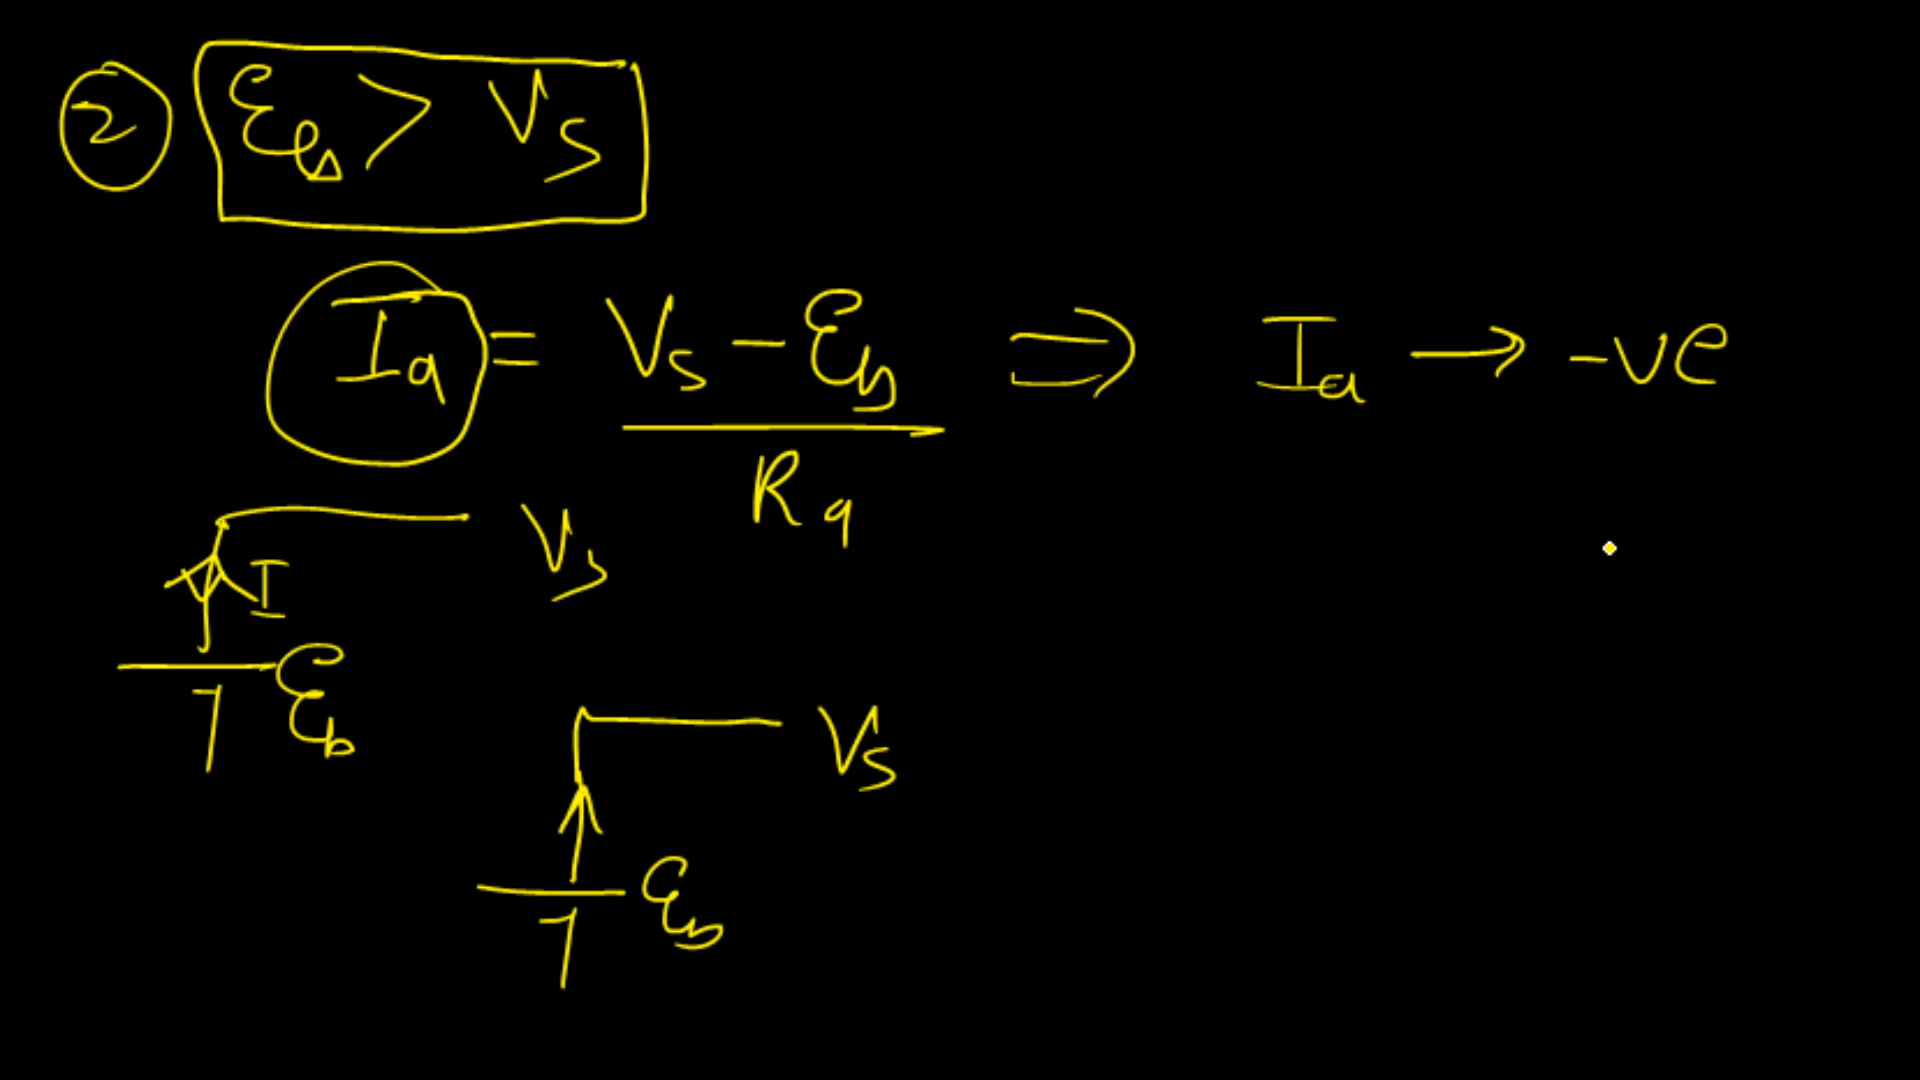 2 Eb > Vs
Ia = Vs - Eb / Ra ⇒ Ia → -ve
Vs
I
Eb
Vs
Eb